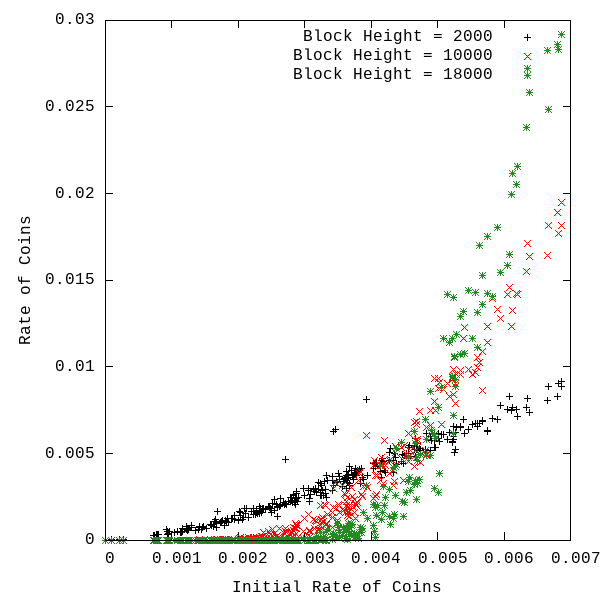 0.03
Block Height = 2000
Block Height = 10000
Block Height = 18000
0.025
0.02
0.015
0.01
0.005
0
Rate of Coins
0 0.001 0.002 0.003 0.004 0.005 0.006 0.007
Initial Rate of Coins